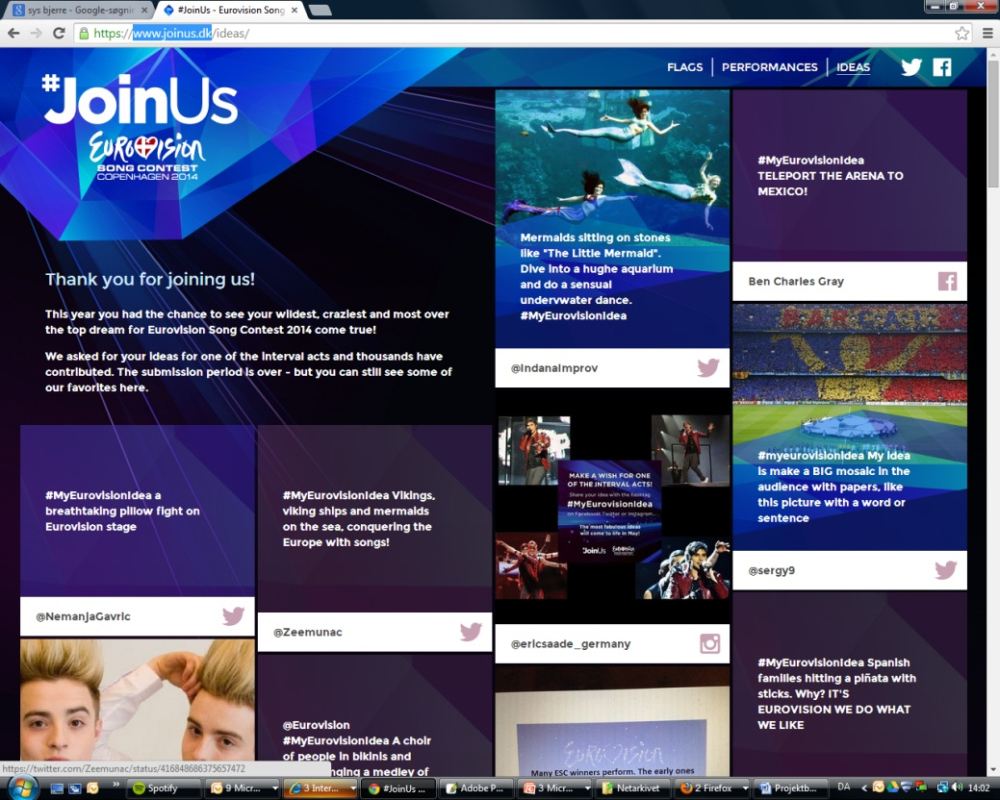 sys bjerre - Google-søgnin
#JoinUs - Eurovision Song
https://www.joinus.dk/ideas/
FLAGS
PERFORMANCES
IDEAS
#JoinUs
EUROVISION
SONG CONTEST
COPENHAGEN 2014
Thank you for joining us!
This year you had the chance to see your wildest, craziest and most over
the top dream for Eurovision Song Contest 2014 come true!
We asked for your ideas for one of the interval acts and thousands have
contributed. The submission period is over - but you can still see some of
our favorites here.
#MyEurovisionIdea a
breathtaking pillow fight on
Eurovision stage
@NemanjaGavric
#MyEurovisionIdea Vikings,
viking ships and mermaids
on the sea, conquering the
Europe with songs!
@Zeemunac
@Eurovision
#MyEurovisionIdea A choir
of people in bikinis and
nging a medley of
Mermaids sitting on stones
like "The Little Mermaid".
Dive into a hughe aquarium
and do a sensual
underwater dance.
#MyEurovisionIdea
@IndanaImprov
MAKE A WISH FOR ONE
OF THE INTERVAL ACTS!
Share your idea with the hashtag
#MyEurovisionIdea
on Facebook, Twitter or Instagram...
The most fabulous ideas
will come to life in May!
#JoinUs
EUROVISION
@ericsaade_germany
EUROVISION
Many ESC winners perform. The early ones
#MyEurovisionIdea
TELEPORT THE ARENA TO
MEXICO!
Ben Charles Gray
BARCA
#myeurovisionIdea My idea
is make a BIG mosaic in the
audience with papers, like
this picture with a word or
sentence
@sergy9
#MyEurovisionIdea Spanish
families hitting a piñata with
sticks. Why? IT'S
EUROVISION WE DO WHAT
WE LIKE
https://twitter.com/Zeemunac/status/416848686375657472
Spotify
9 Micr...
3 Inter...
#JoinUs ...
Adobe P...
3 Micr...
Netarkivet
2 Firefox
Projektb...
DA
14:02